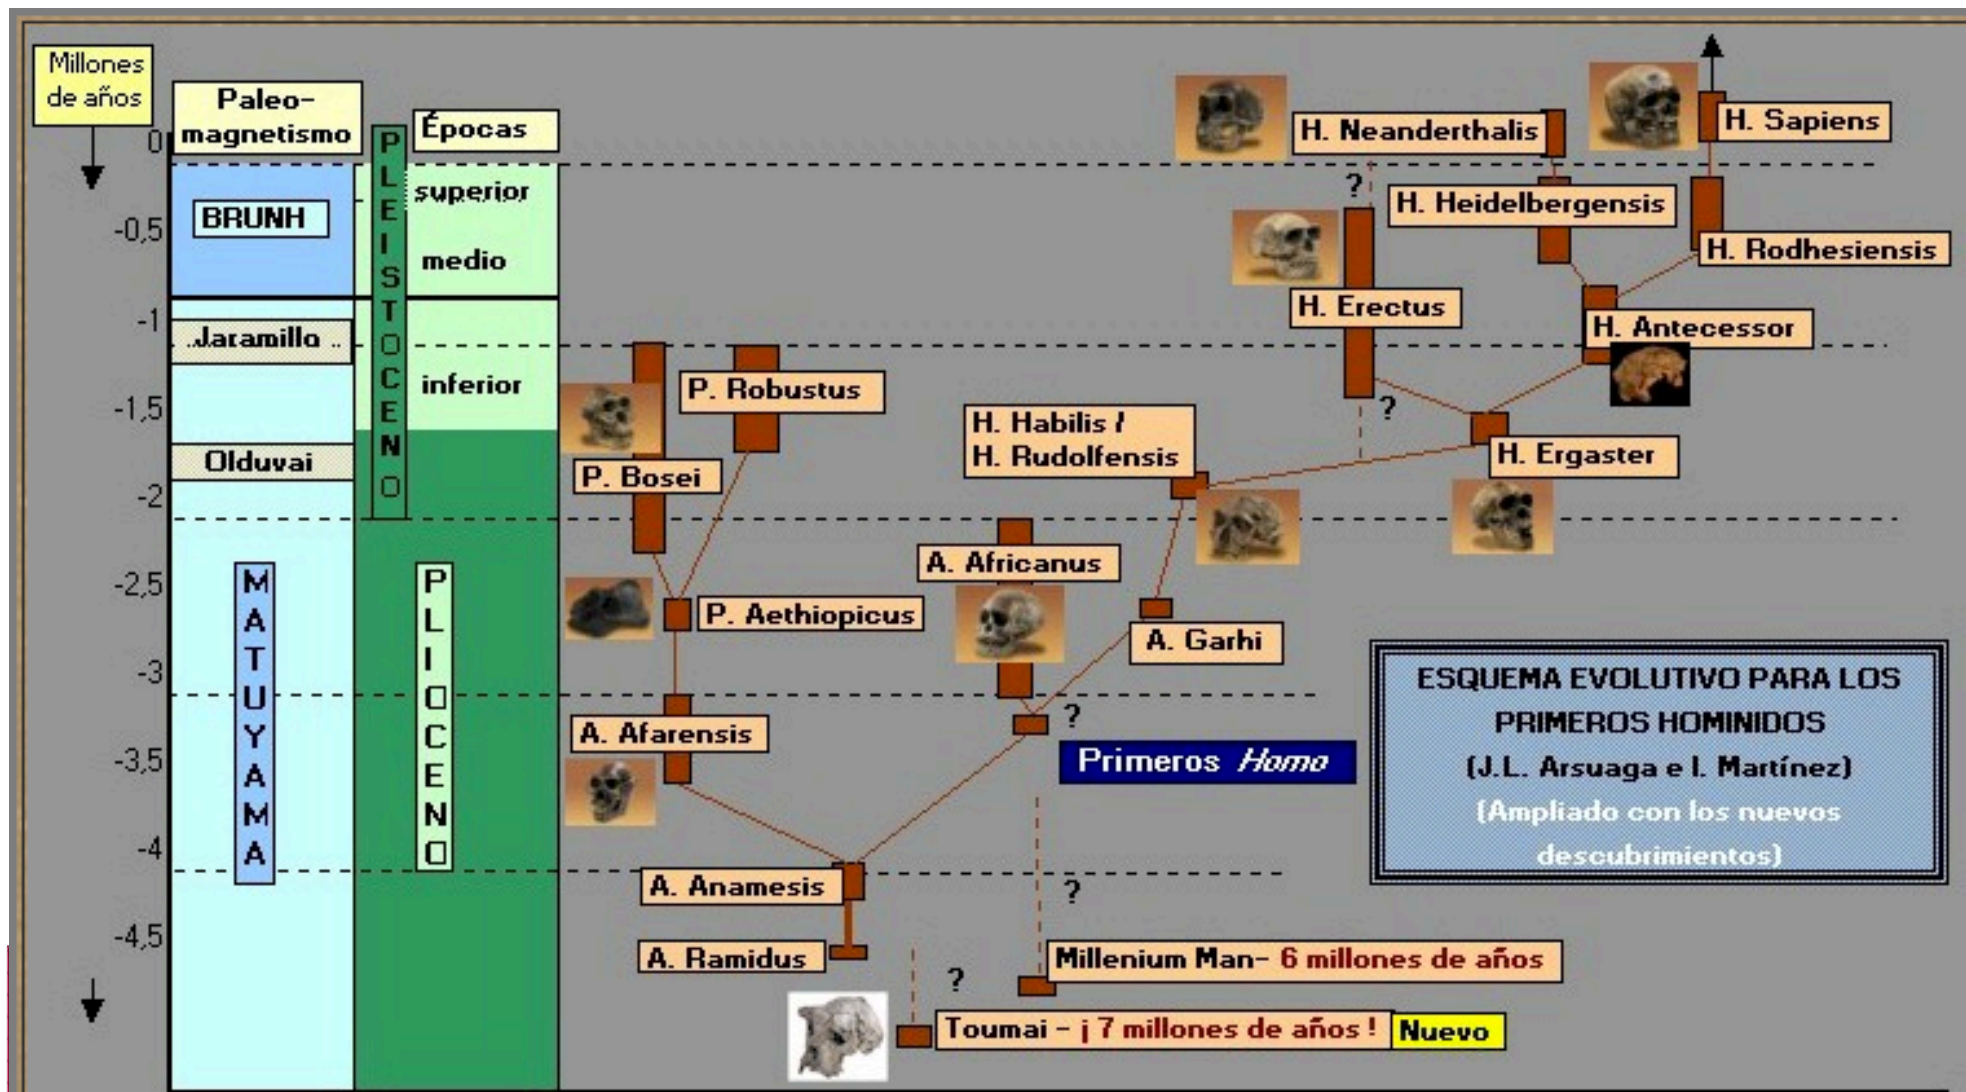 Millones
de años
Paleo-
magnetismo
Épocas
0
-0,5
-1
-1,5
-2
-2,5
-3
-3,5
-4
-4,5
BRUNH
Jaramillo
Olduvai
MATUYAMA
PLEISTOCENO
superior
medio
inferior
PLIOCENO
H. Neanderthalis
H. Sapiens
?
H. Heidelbergensis
H. Rodhesiensis
H. Erectus
H. Antecessor
P. Robustus
?
H. Habilis /
H. Rudolfensis
H. Ergaster
P. Bosei
A. Africanus
P. Aethiopicus
A. Garhi
A. Afarensis
?
Primeros Homo
ESQUEMA EVOLUTIVO PARA LOS
PRIMEROS HOMINIDOS
(J.L. Arsuaga e I. Martínez)
(Ampliado con los nuevos
descubrimientos)
A. Anamesis
?
A. Ramidus
Millenium Man- 6 millones de años
?
Toumai - ¡ 7 millones de años !
Nuevo